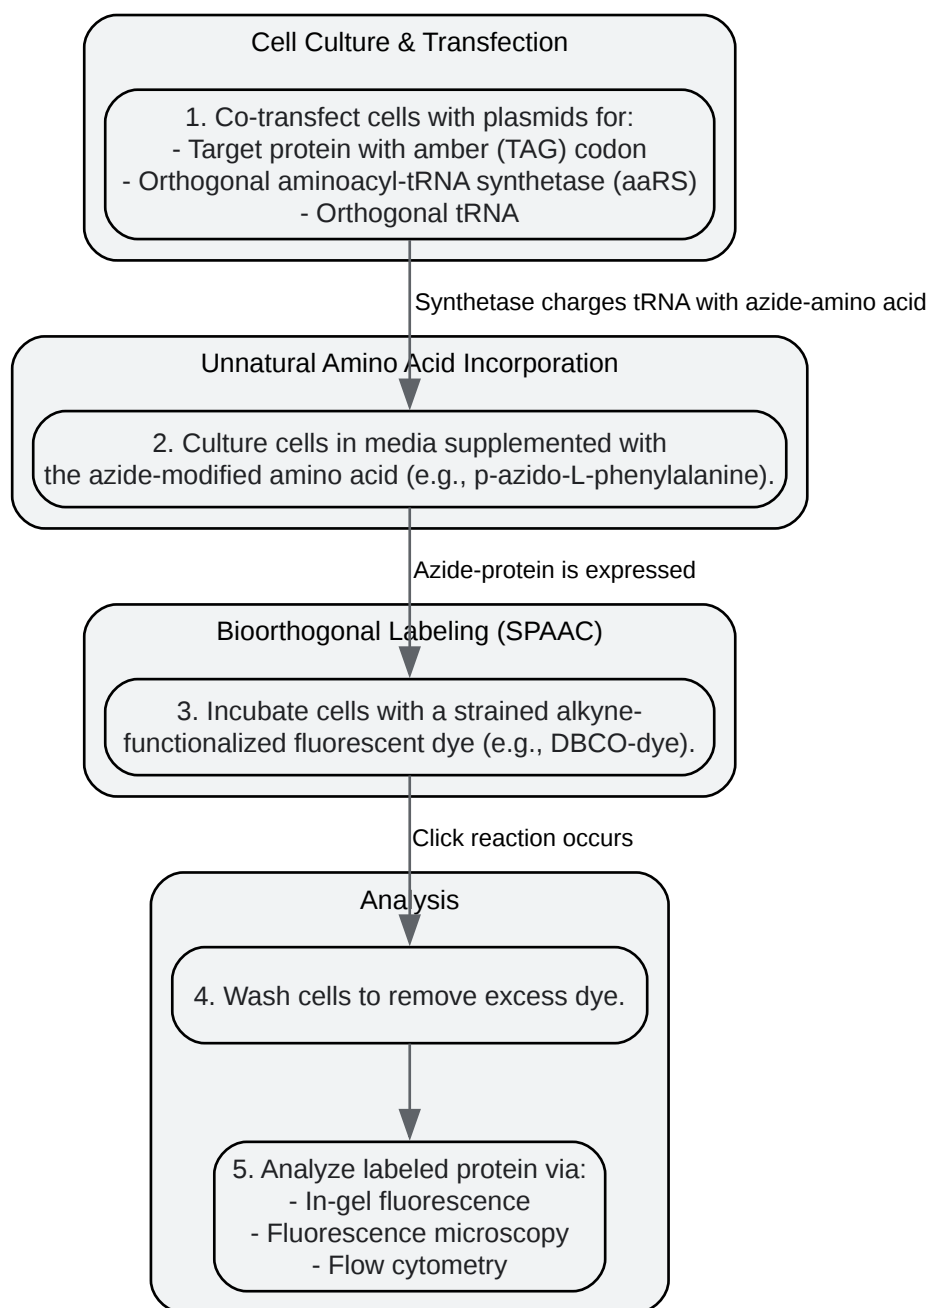 Cell Culture & Transfection
1. Co-transfect cells with plasmids for:
- Target protein with amber (TAG) codon
- Orthogonal aminoacyl-tRNA synthetase (aaRS)
- Orthogonal tRNA
Synthetase charges tRNA with azide-amino acid
Unnatural Amino Acid Incorporation
2. Culture cells in media supplemented with
the azide-modified amino acid (e.g., p-azido-L-phenylalanine).
Azide-protein is expressed
Bioorthogonal Labeling (SPAAC)
3. Incubate cells with a strained alkyne-
functionalized fluorescent dye (e.g., DBCO-dye).
Click reaction occurs
Analysis
4. Wash cells to remove excess dye.
5. Analyze labeled protein via:
- In-gel fluorescence
- Fluorescence microscopy
- Flow cytometry